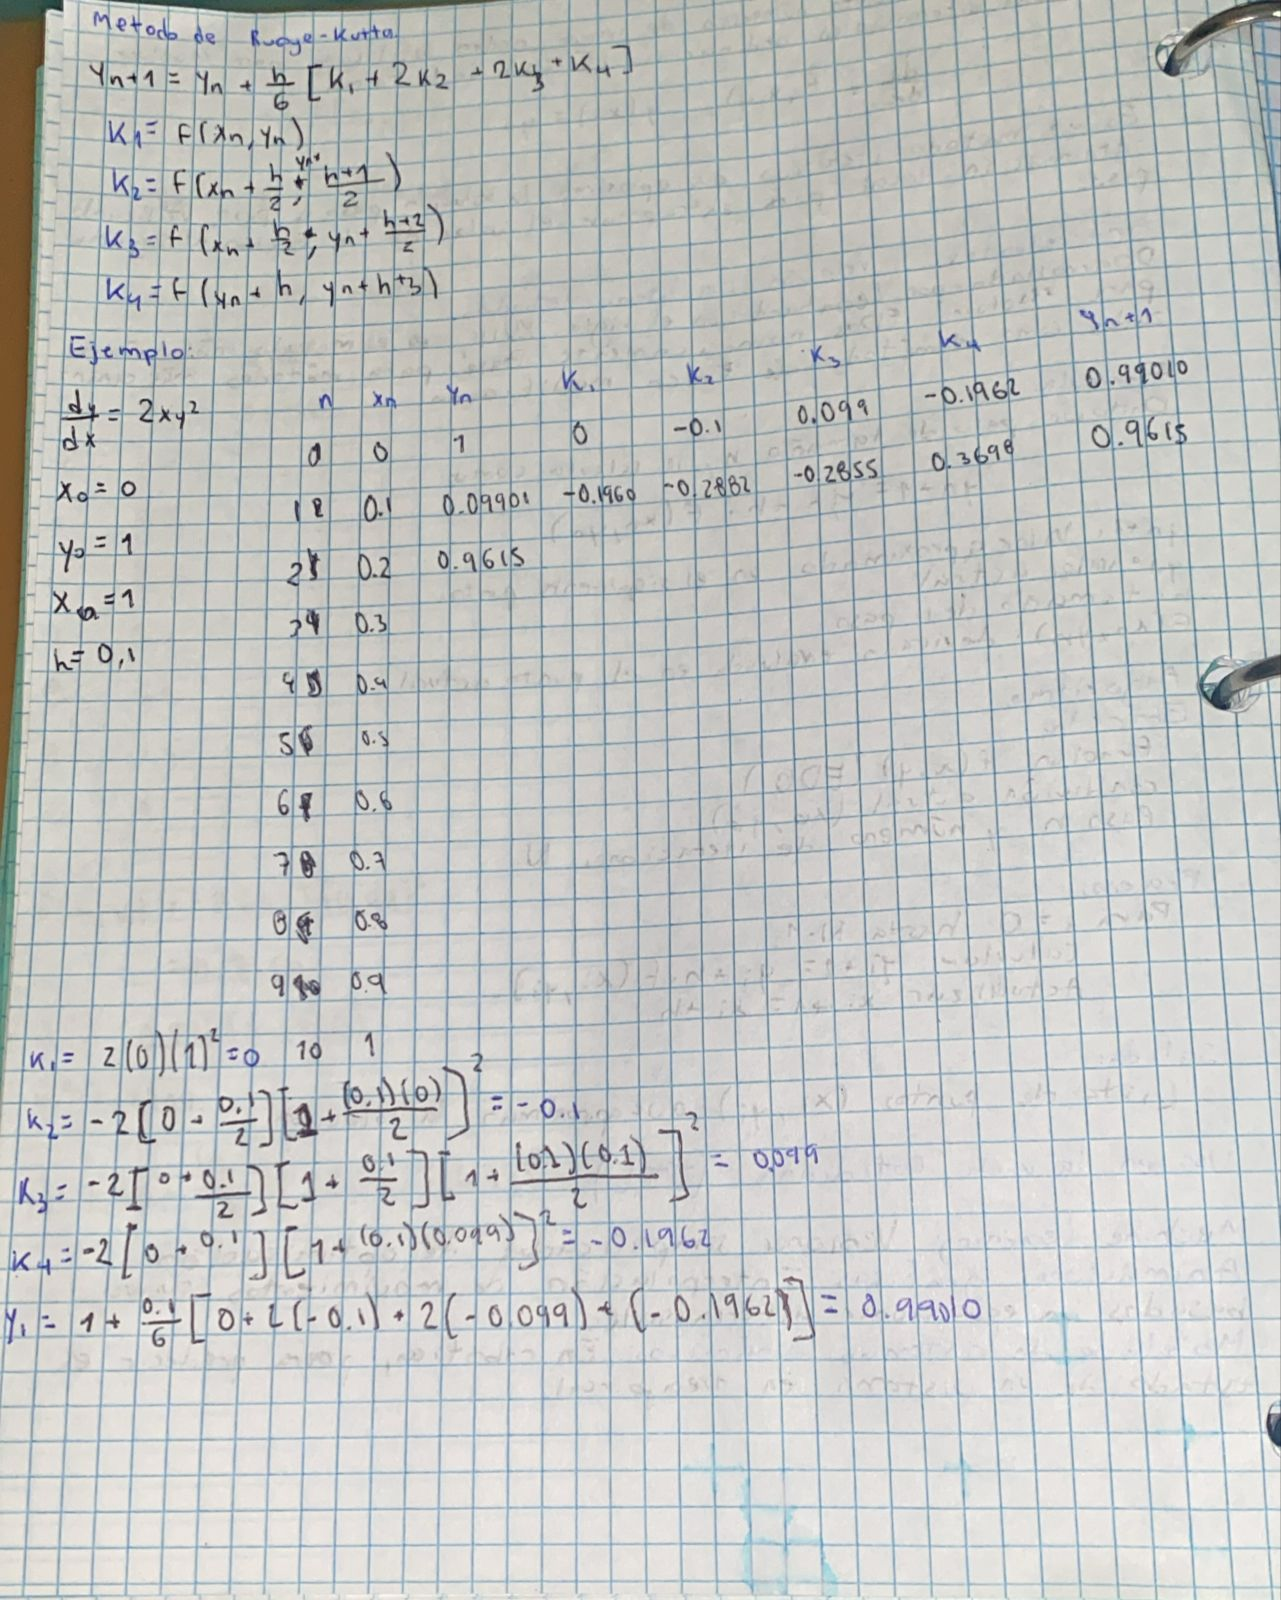 Metodo de Runge-Kutta.
Yn+1 = Yn + h/6 [K1 + 2K2 + 2K3 + K4]
K1 = f(xn, yn)
K2 = f(xn + h/2, yn+ h+1/2)
K3 = f(xn + h/2, yn + h+2/2)
K4 = f(yn + h, yn + h+3)
Ejemplo:
dy/dx = 2xy²
x0 = 0
y0 = 1
h = 0,1
n xn Yn K1 K2 K3 K4 Yn+1
0 0 1 0 -0.1 0.099 -0.1962 0.99010
1 0.1 0.09901 -0.1960 -0.2882 -0.2855 0.3698 0.9615
2 0.2 0.9615
3 0.3
4 0.4
5 0.5
6 0.6
7 0.7
8 0.8
9 0.9
10 1
K1 = 2(0)(1)² = 0
K2 = -2[0 + 0.1/2][1 + (0.1)(0)/2]² = -0.1
K3 = -2[0 + 0.1/2][1 + 0.1/2][1 + (0.1)(0.1)/2]² = 0.099
K4 = -2[0 + 0.1][1 + (0.1)(0.099)]² = -0.1962
Y1 = 1 + 0.1/6 [0 + 2(-0.1) + 2(-0.099) + (-0.1962)] = 0.99010